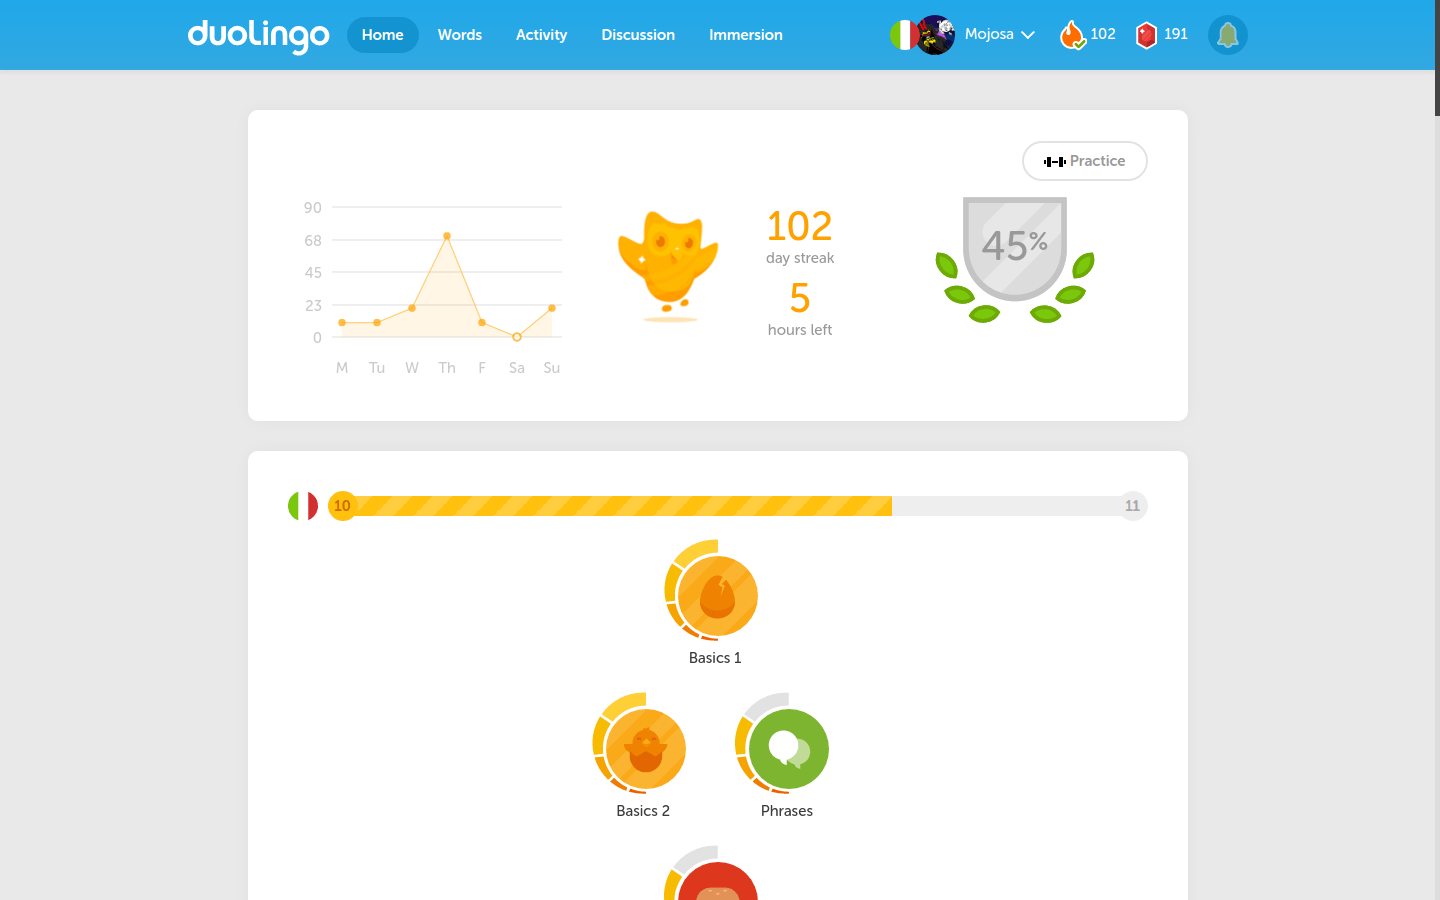 duolingo
Home
Words
Activity
Discussion
Immersion
Mojosa
102
191
Practice
90
68
45
23
0
M Tu W Th F Sa Su
102
day streak
5
hours left
45%
10
11
Basics 1
Basics 2
Phrases